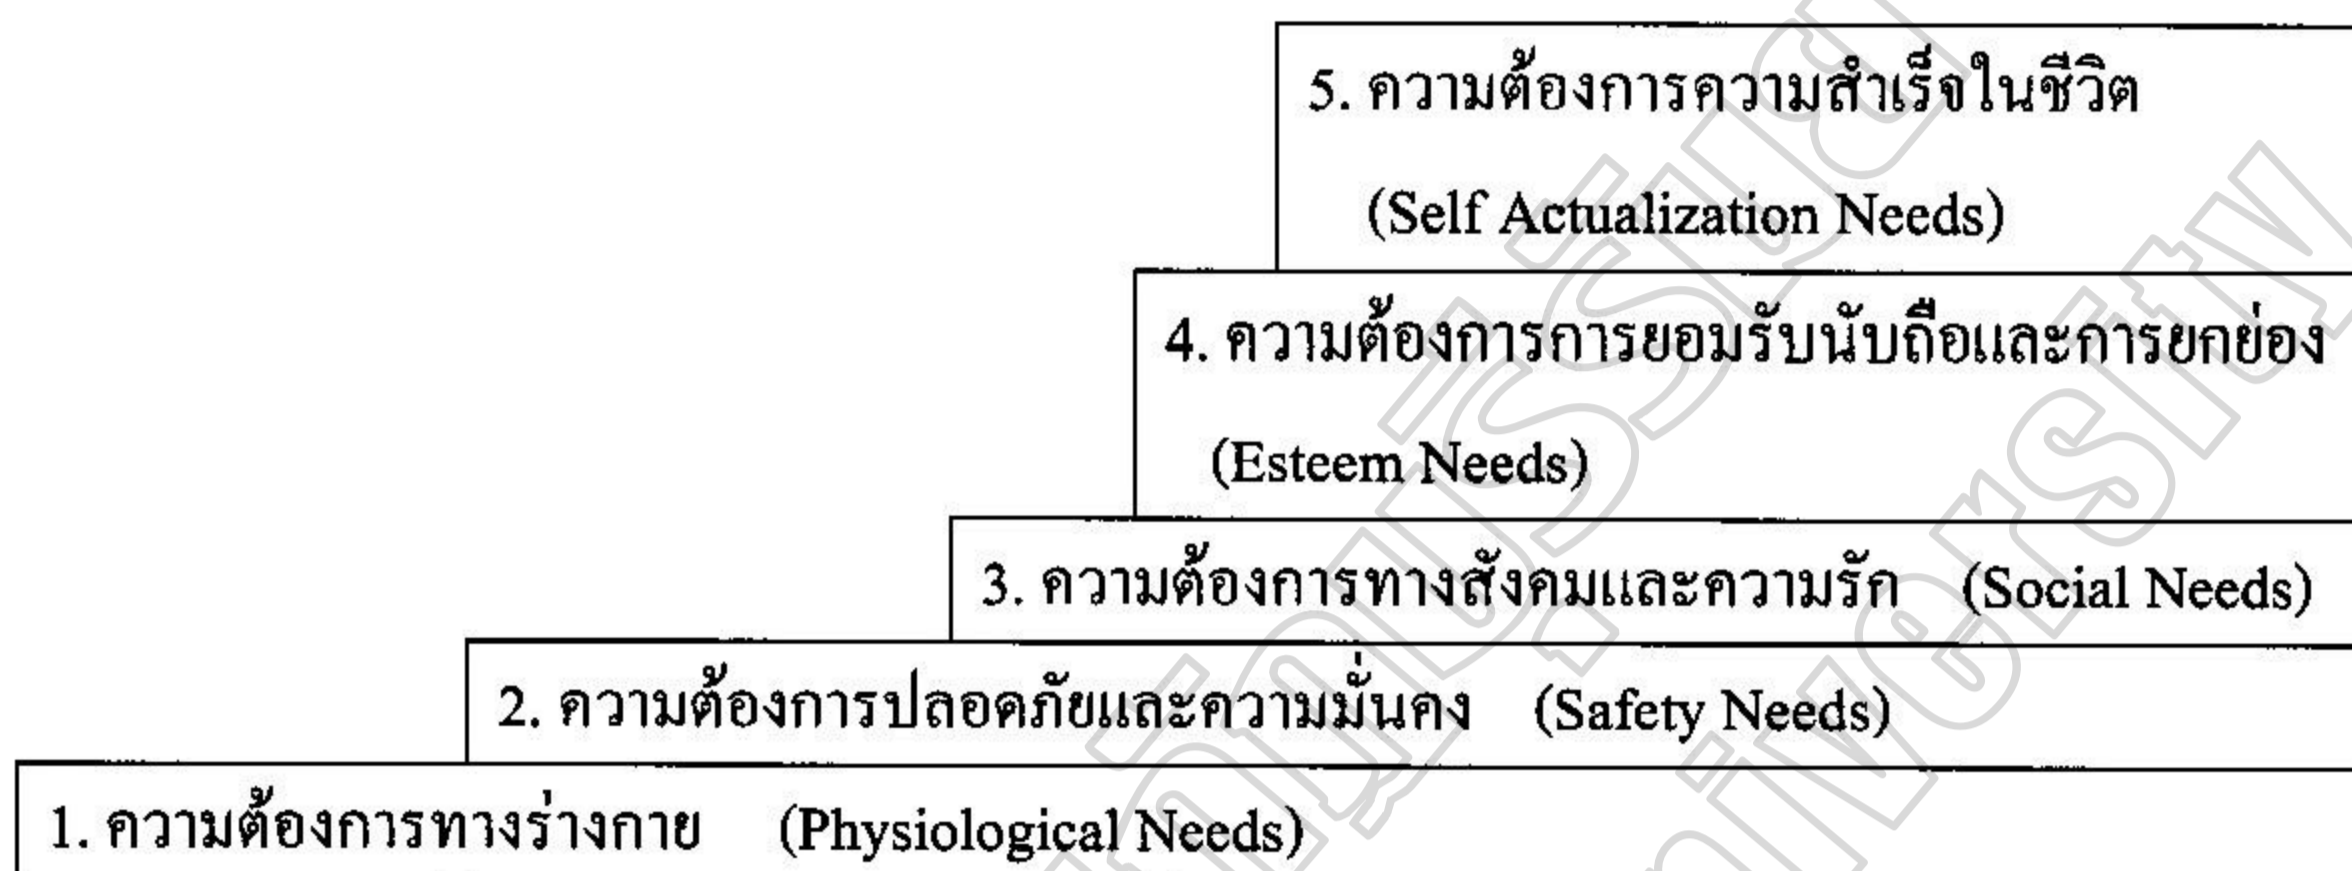 5. ความต้องการความสำเร็จในชีวิต
(Self Actualization Needs)
4. ความต้องการการยอมรับนับถือและการยกย่อง
(Esteem Needs)
3. ความต้องการทางสังคมและความรัก (Social Needs)
2. ความต้องการปลอดภัยและความมั่นคง (Safety Needs)
1. ความต้องการทางร่างกาย (Physiological Needs)